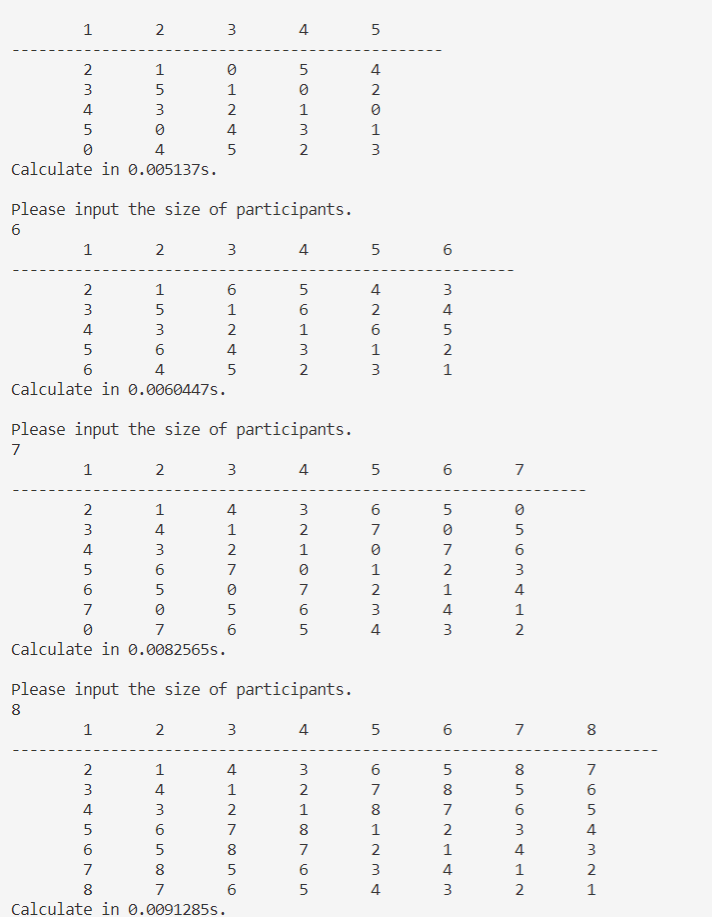 1 2 3 4 5
------------------------------------------------
2 1 0 5 4
3 5 1 0 2
4 3 2 1 0
5 0 4 3 1
0 4 5 2 3
Calculate in 0.005137s.
Please input the size of participants.
6
1 2 3 4 5 6
--------------------------------------------------------
2 1 6 5 4 3
3 5 1 6 2 4
4 3 2 1 6 5
5 6 4 3 1 2
6 4 5 2 3 1
Calculate in 0.0060447s.
Please input the size of participants.
7
1 2 3 4 5 6 7
----------------------------------------------------------------
2 1 4 3 6 5 0
3 4 1 2 7 0 5
4 3 2 1 0 7 6
5 6 7 0 1 2 3
6 5 0 7 2 1 4
7 0 5 6 3 4 1
0 7 6 5 4 3 2
Calculate in 0.0082565s.
Please input the size of participants.
8
1 2 3 4 5 6 7 8
------------------------------------------------------------------------
2 1 4 3 6 5 8 7
3 4 1 2 7 8 5 6
4 3 2 1 8 7 6 5
5 6 7 8 1 2 3 4
6 5 8 7 2 1 4 3
7 8 5 6 3 4 1 2
8 7 6 5 4 3 2 1
Calculate in 0.0091285s.